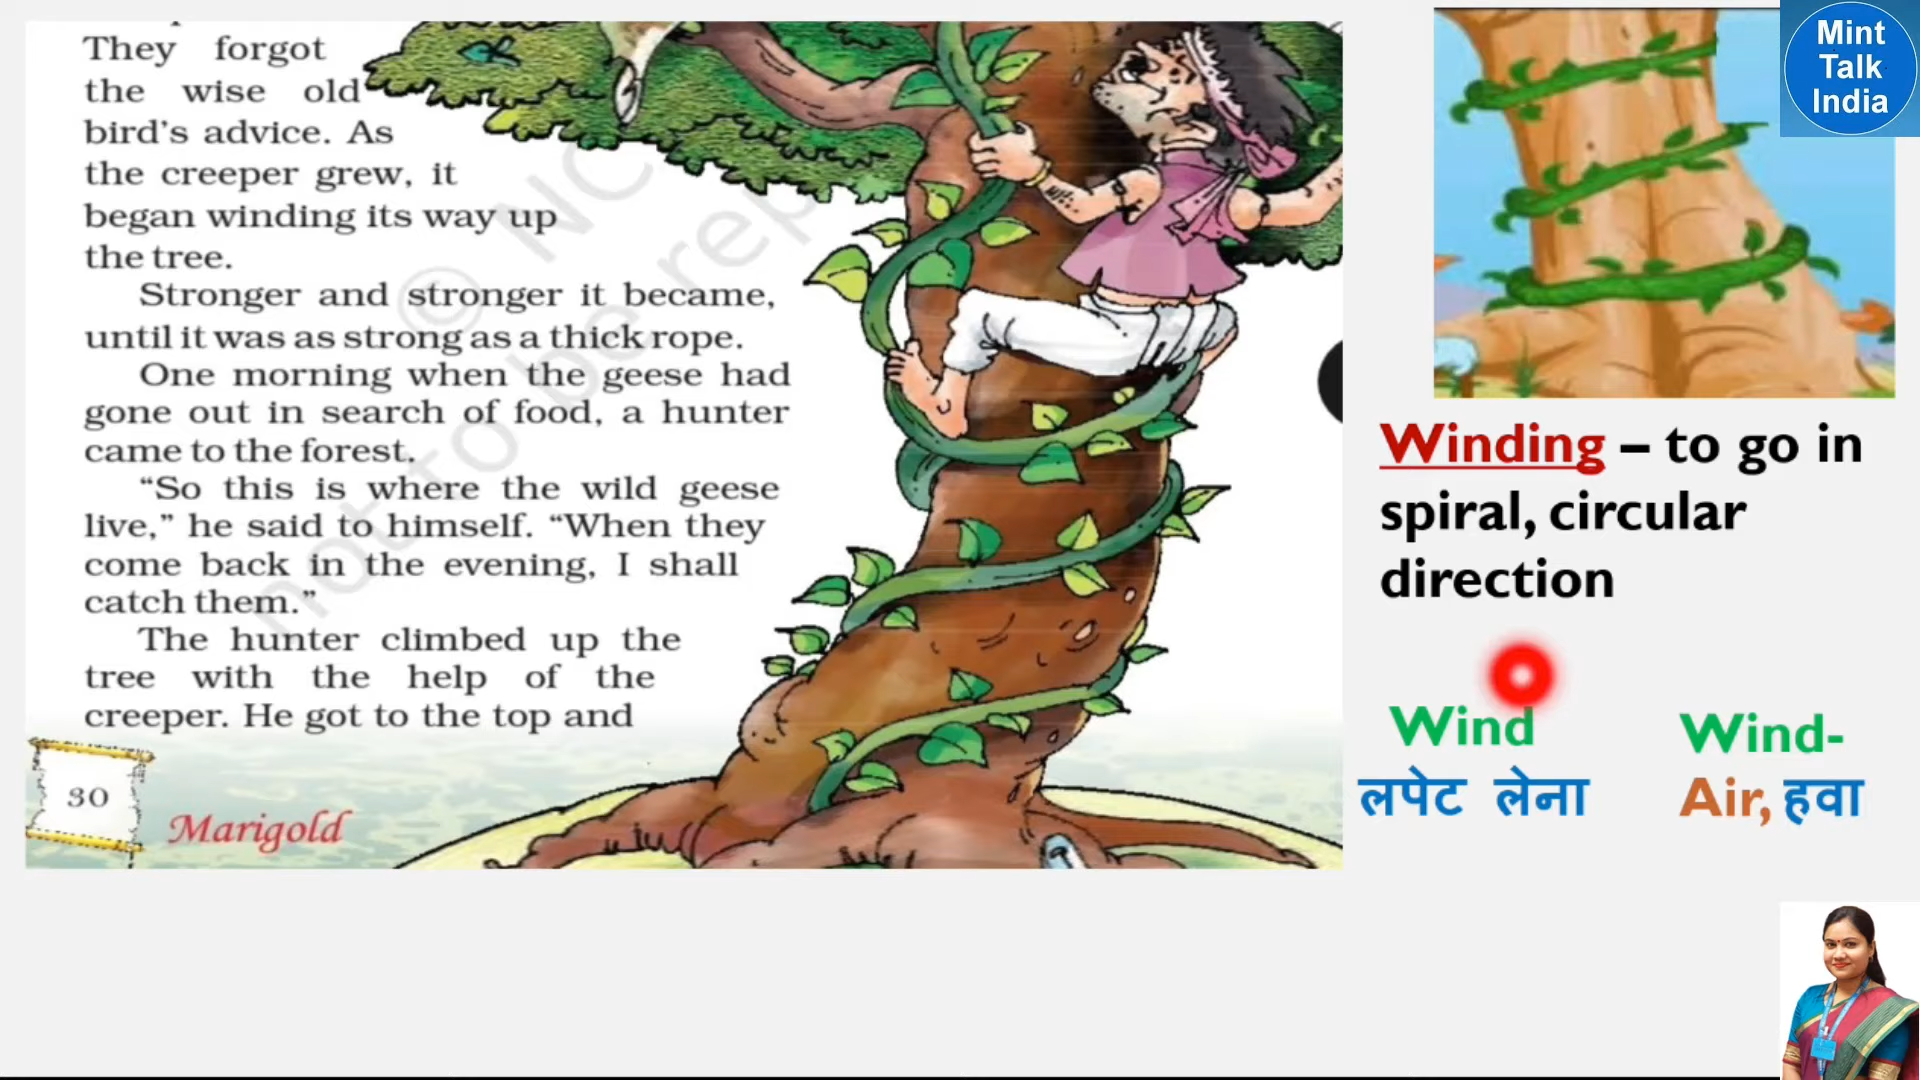 They forgot
the wise old
bird's advice. As
the creeper grew, it
began winding its way up
the tree.
Stronger and stronger it became,
until it was as strong as a thick rope.
One morning when the geese had
gone out in search of food, a hunter
came to the forest.
“So this is where the wild geese
live,” he said to himself. “When they
come back in the evening, I shall
catch them.”
The hunter climbed up the
tree with the help of the
creeper. He got to the top and
30
Marigold
© NC
not to be rep
Mint
Talk
India
Winding – to go in
spiral, circular
direction
Wind
लपेट लेना
Wind-
Air, हवा